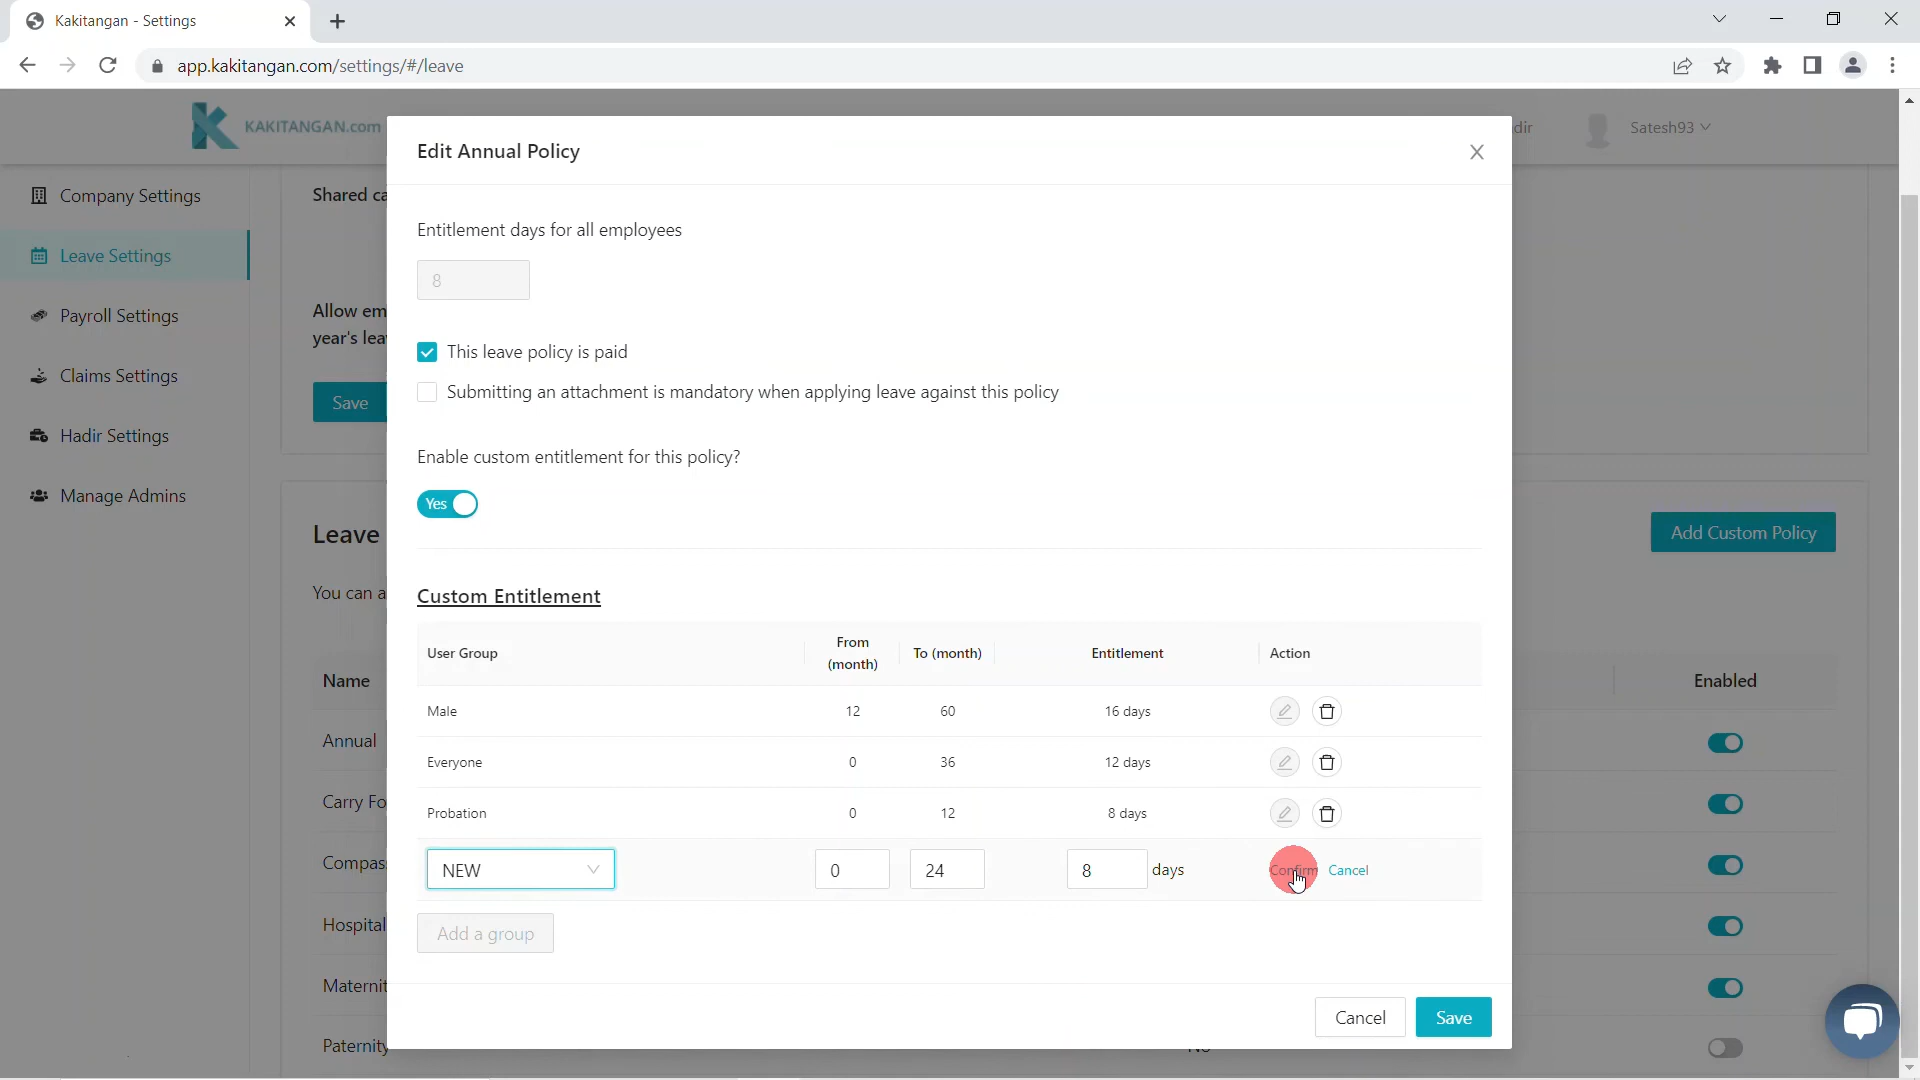 Kakitangan - Settings
app.kakitangan.com/settings/#/leave
KAKITANGAN.com
dir
Satesh93
Company Settings
Leave Settings
Payroll Settings
Claims Settings
Hadir Settings
Manage Admins
Shared ca
Allow em
year's lea
Save
Leave
Add Custom Policy
You can a
Name
Enabled
Annual
Carry Fo
Compas
Hospital
Maternit
Paternity
No
Edit Annual Policy
Entitlement days for all employees
8
This leave policy is paid
Submitting an attachment is mandatory when applying leave against this policy
Enable custom entitlement for this policy?
Yes
Custom Entitlement
User Group From (month) To (month) Entitlement Action
Male 12 60 16 days
Everyone 0 36 12 days
Probation 0 12 8 days
NEW 0 24 8 days Confirm Cancel
Add a group
Cancel Save